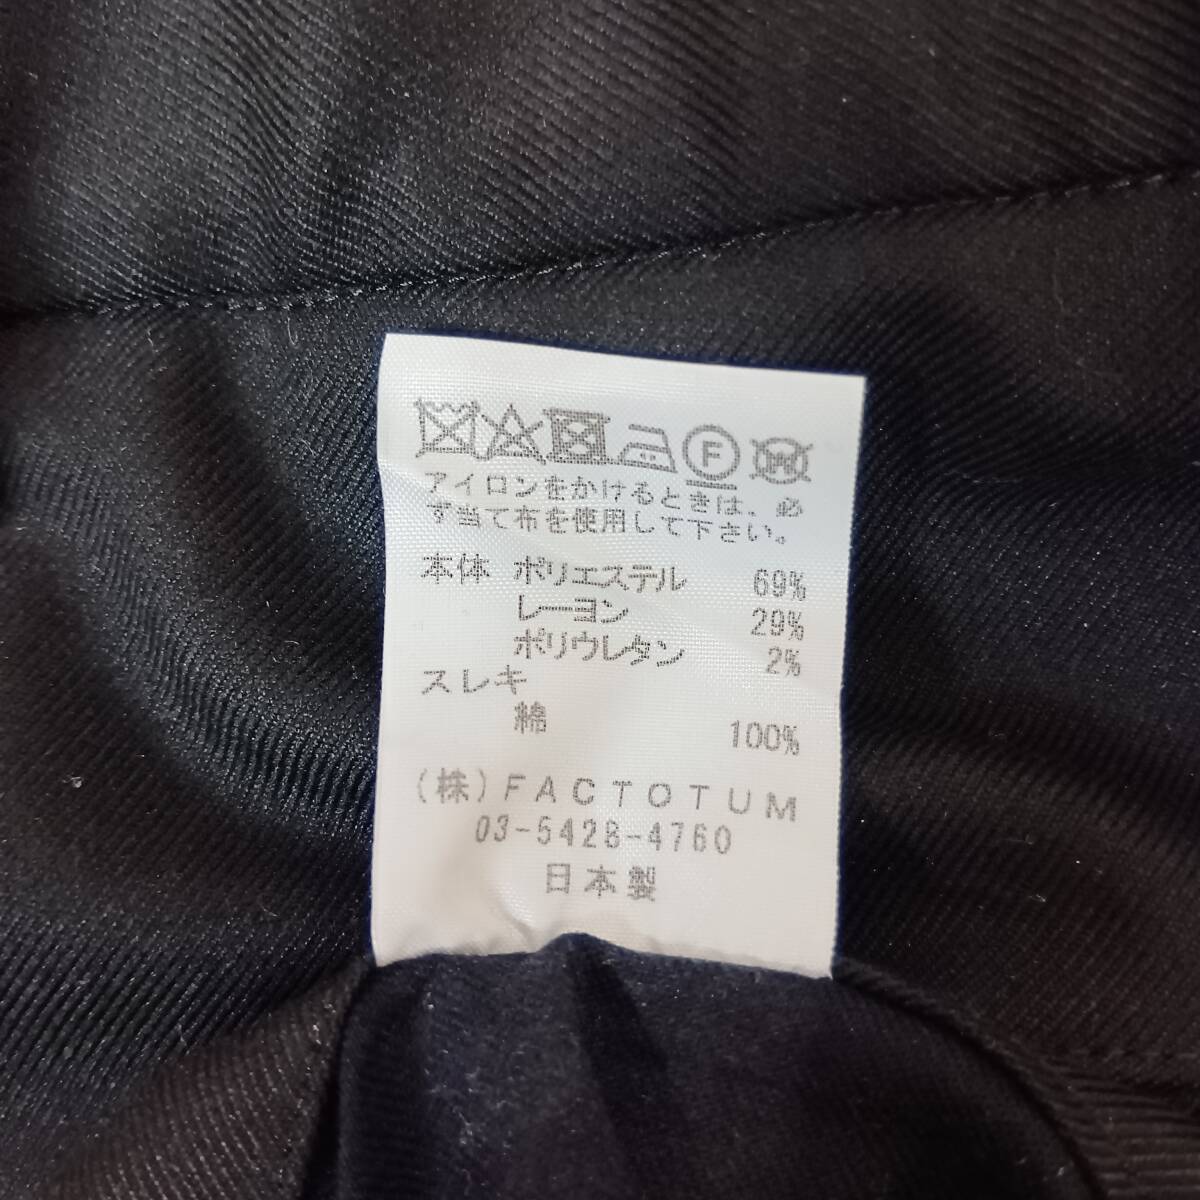 F W
アイロンをかけるときは、必
ず当て布を使用して下さい。
本体 ポリエステル 69%
レーヨン 29%
ポリウレタン 2%
スレキ
綿 100%
(株)FACTOTUM
03-5428-4760
日本製